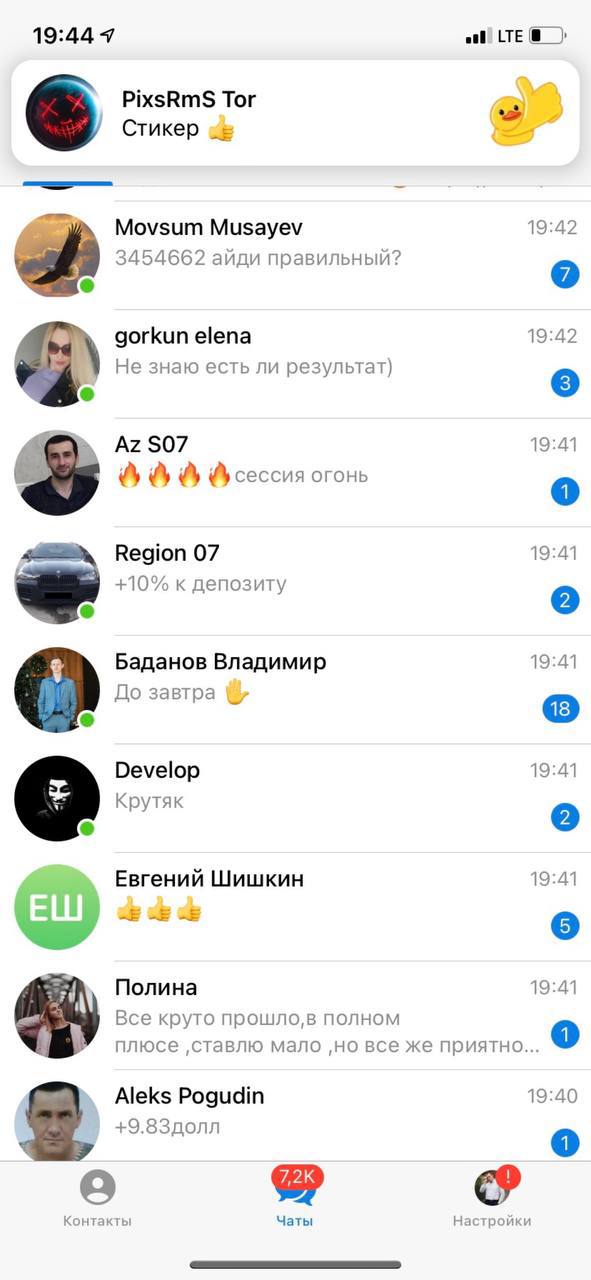 19:44
LTE
PixsRmS Tor
Стикер 👍
Movsum Musayev
19:42
3454662 айди правильный?
7
gorkun elena
19:42
Не знаю есть ли результат)
3
Az S07
19:41
🔥🔥🔥🔥сессия огонь
1
Region 07
19:41
+10% к депозиту
2
Баданов Владимир
19:41
До завтра ✋
18
Develop
19:41
Крутяк
2
ЕШ
Евгений Шишкин
19:41
👍👍👍
5
Полина
19:41
Все круто прошло,в полном
плюсе ,ставлю мало ,но все же приятно...
1
Aleks Pogudin
19:40
+9.83долл
1
7,2K
!
Контакты
Чаты
Настройки